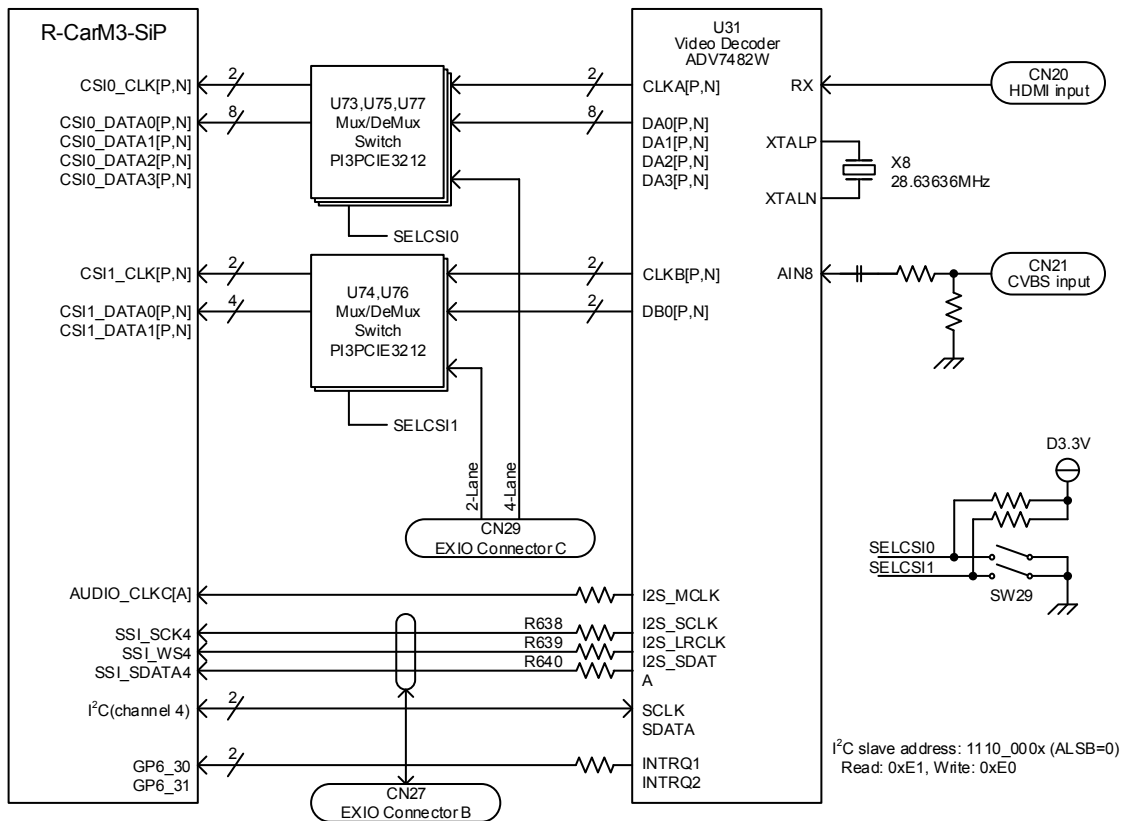 R-CarM3-SiP
CSI0_CLK[P,N]
CSI0_DATA0[P,N]
CSI0_DATA1[P,N]
CSI0_DATA2[P,N]
CSI0_DATA3[P,N]
CSI1_CLK[P,N]
CSI1_DATA0[P,N]
CSI1_DATA1[P,N]
AUDIO_CLKC[A]
SSI_SCK4
SSI_WS4
SSI_SDATA4
I²C(channel 4)
GP6_30
GP6_31
2
8
2
4
2
2
U73,U75,U77
Mux/DeMux
Switch
PI3PCIE3212
SELCSI0
U74,U76
Mux/DeMux
Switch
PI3PCIE3212
SELCSI1
2-Lane
4-Lane
CN29
EXIO Connector C
R638
R639
R640
CN27
EXIO Connector B
2
8
2
2
U31
Video Decoder
ADV7482W
CLKA[P,N]
DA0[P,N]
DA1[P,N]
DA2[P,N]
DA3[P,N]
CLKB[P,N]
DB0[P,N]
I2S_MCLK
I2S_SCLK
I2S_LRCLK
I2S_SDAT
A
SCLK
SDATA
INTRQ1
INTRQ2
RX
XTALP
XTALN
AIN8
CN20
HDMI input
X8
28.63636MHz
CN21
CVBS input
D3.3V
SELCSI0
SELCSI1
SW29
I²C slave address: 1110_000x (ALSB=0)
Read: 0xE1, Write: 0xE0